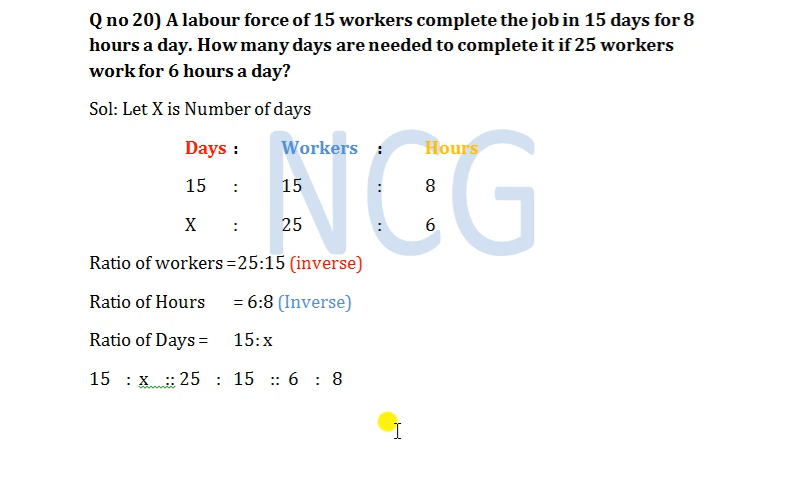 Q no 20) A labour force of 15 workers complete the job in 15 days for 8
hours a day. How many days are needed to complete it if 25 workers
work for 6 hours a day?
Sol: Let X is Number of days
Days : Workers : Hours
15 : 15 : 8
X : 25 : 6
NCG
Ratio of workers =25:15 (inverse)
Ratio of Hours = 6:8 (Inverse)
Ratio of Days = 15:x
15 : x :: 25 : 15 :: 6 : 8